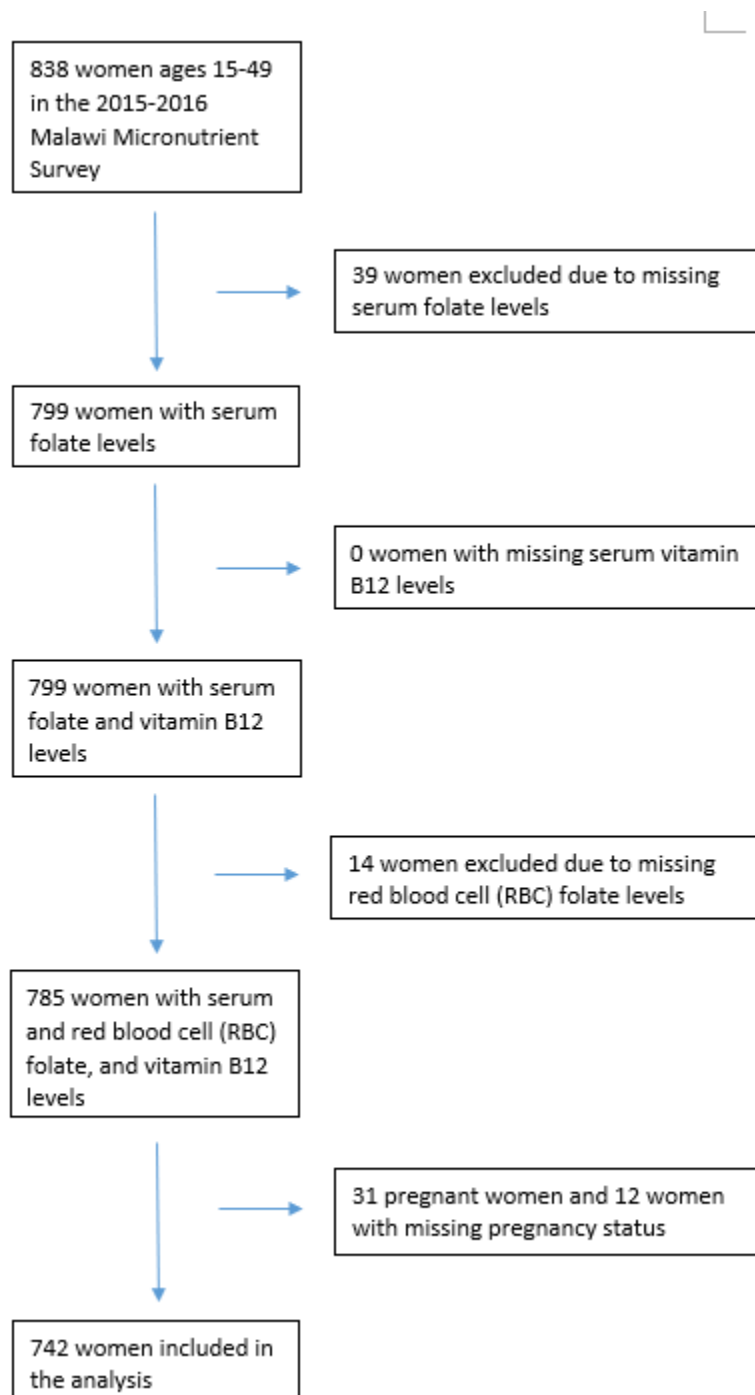 838 women ages 15-49
in the 2015-2016
Malawi Micronutrient
Survey
39 women excluded due to missing
serum folate levels
799 women with serum
folate levels
0 women with missing serum vitamin
B12 levels
799 women with serum
folate and vitamin B12
levels
14 women excluded due to missing
red blood cell (RBC) folate levels
785 women with serum
and red blood cell (RBC)
folate, and vitamin B12
levels
31 pregnant women and 12 women
with missing pregnancy status
742 women included in
the analysis